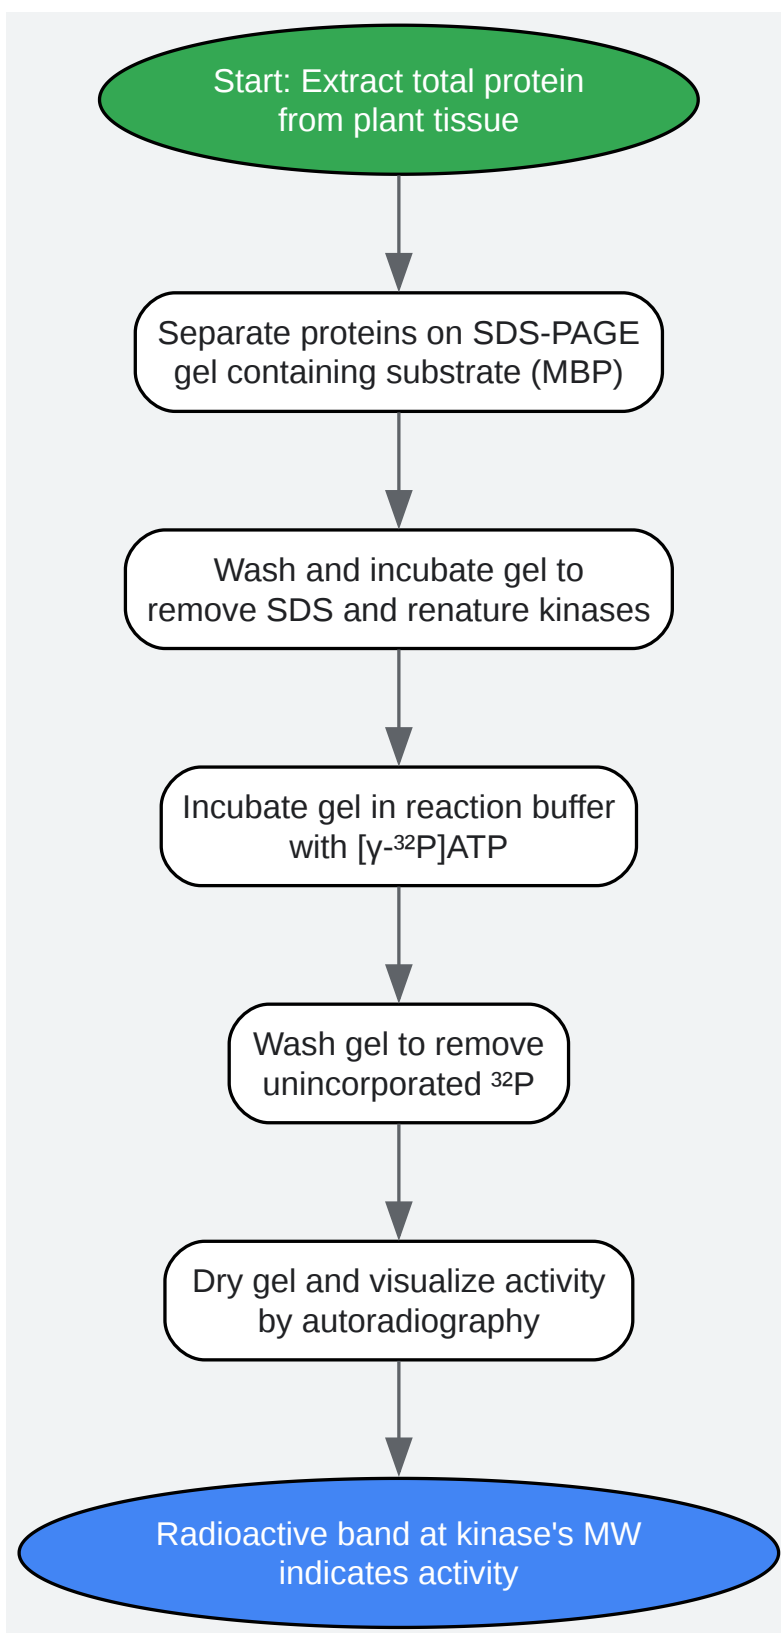 Start: Extract total protein
from plant tissue
Separate proteins on SDS-PAGE
gel containing substrate (MBP)
Wash and incubate gel to
remove SDS and renature kinases
Incubate gel in reaction buffer
with [γ-³²P]ATP
Wash gel to remove
unincorporated ³²P
Dry gel and visualize activity
by autoradiography
Radioactive band at kinase's MW
indicates activity